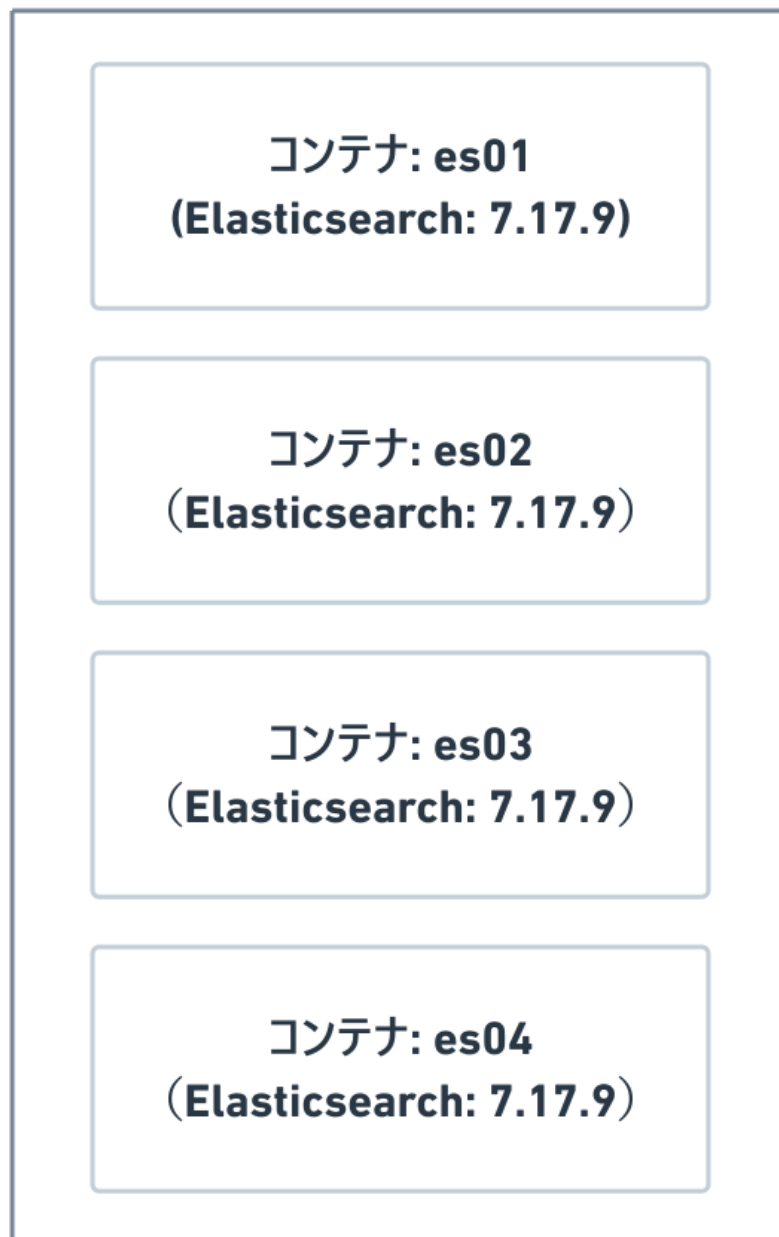 コンテナ: es01
(Elasticsearch: 7.17.9)
コンテナ: es02
（Elasticsearch: 7.17.9）
コンテナ: es03
（Elasticsearch: 7.17.9）
コンテナ: es04
（Elasticsearch: 7.17.9）